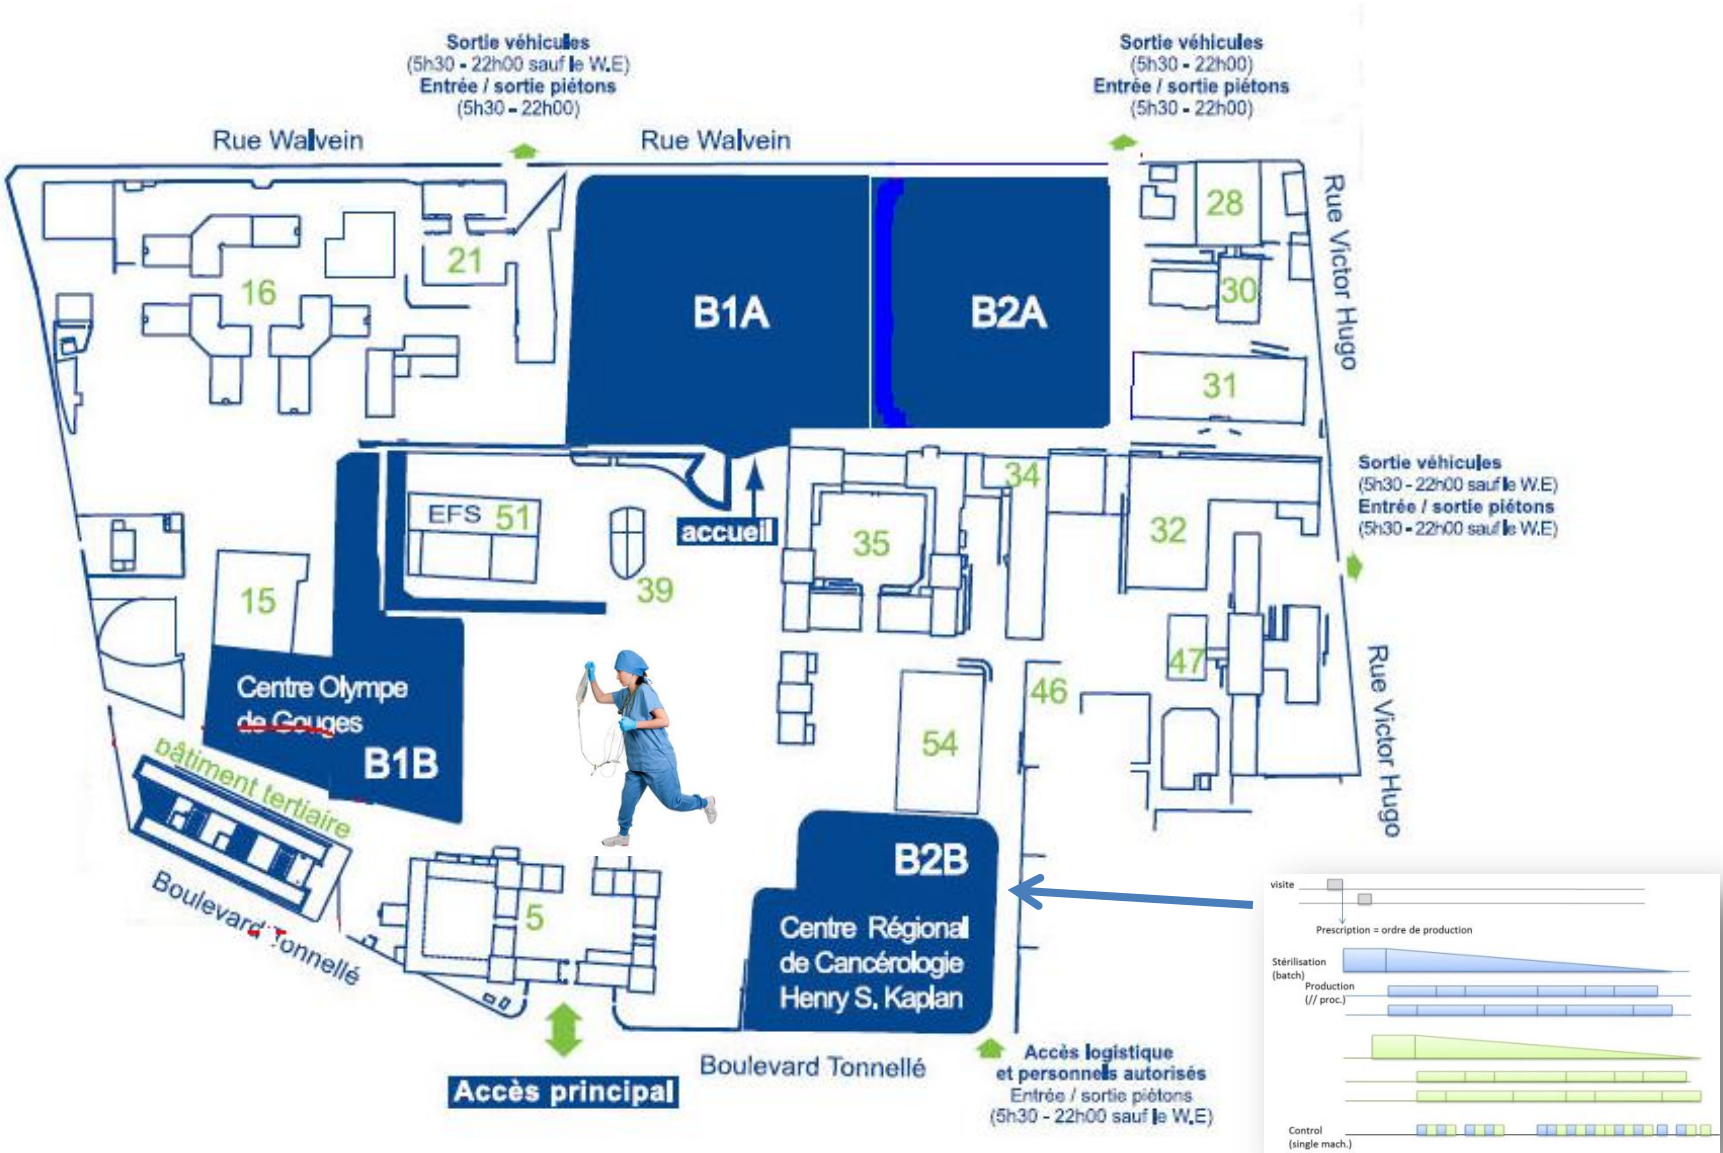 Sortie véhicules
(5h30 - 22h00 sauf le W.E)
Entrée / sortie piétons
(5h30 - 22h00)
Sortie véhicules
(5h30 - 22h00)
Entrée / sortie piétons
(5h30 - 22h00)
Rue Walvein
Rue Walvein
Rue Victor Hugo
28
21
16
30
B1A
B2A
31
Sortie véhicules
(5h30 - 22h00 sauf le W.E)
Entrée / sortie piétons
(5h30 - 22h00 sauf le W.E)
34
EFS 51
accueil
35
32
39
15
47
46
Rue Victor Hugo
Centre Olympe
de Gouges
B1B
54
bâtiment tertiaire
B2B
Boulevard Tonnellé
5
Centre Régional
de Cancérologie
Henry S. Kaplan
Boulevard Tonnellé
Accès principal
Accès logistique
et personnels autorisés
Entrée / sortie piétons
(5h30 - 22h00 sauf le W.E)
visite
Prescription = ordre de production
Stérilisation
(batch)
Production
(// proc.)
Control
(single mach.)